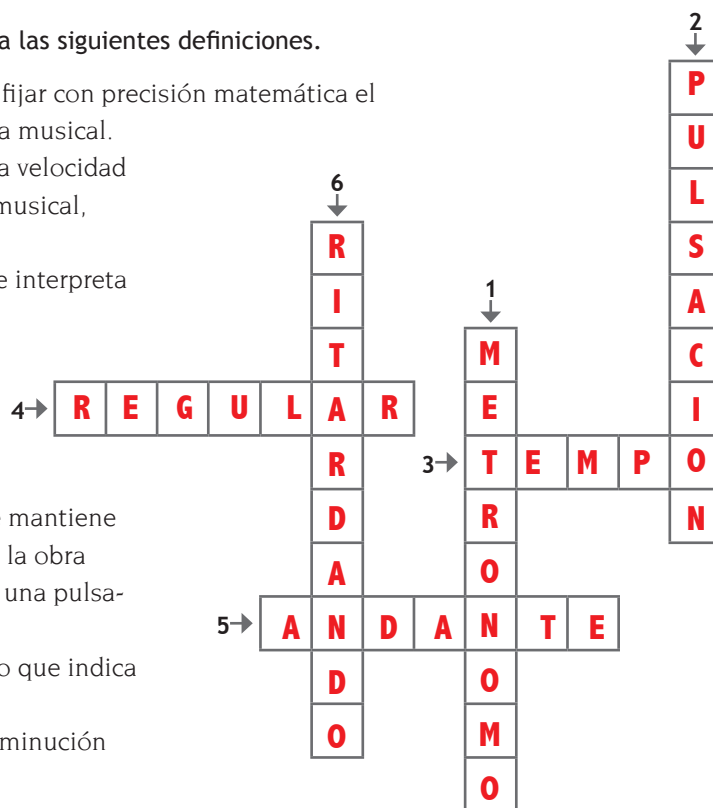 a las siguientes definiciones.
fijar con precisión matemática el
a musical.
a velocidad
musical,
e interpreta
e mantiene
la obra
una pulsa-
o que indica
minución
2
P
U
L
S
A
C
I
O
N
6
R
I
T
A
R
D
A
N
D
O
1
M
E
T
R
O
N
O
M
O
4 R E G U L A R
3 T E M P O
5 A N D A N T E